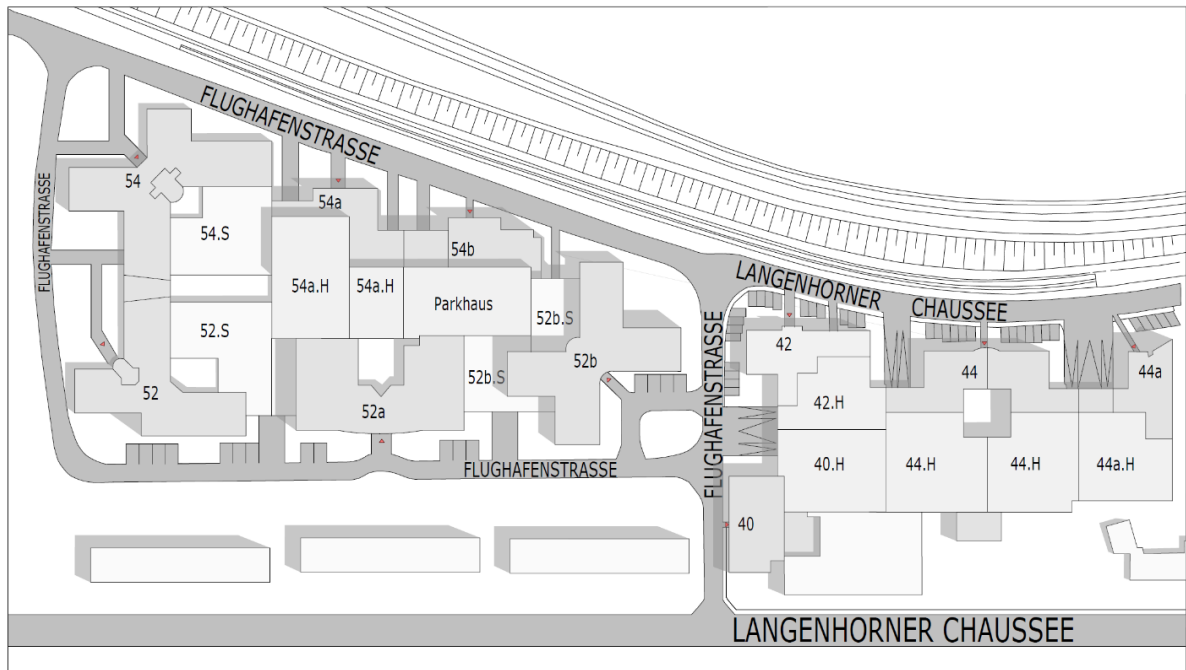 FLUGHAFENSTRASSE
54
54a
FLUGHAFENSTRASSE
54.S
54b
54a.H
54a.H
Parkhaus
LANGENHORNER CHAUSSEE
52.S
52b.S
42
44
44a
52
52b.S
52b
FLUGHAFENSTRASSE
52a
42.H
FLUGHAFENSTRASSE
40.H
44.H
44.H
44a.H
40
LANGENHORNER CHAUSSEE